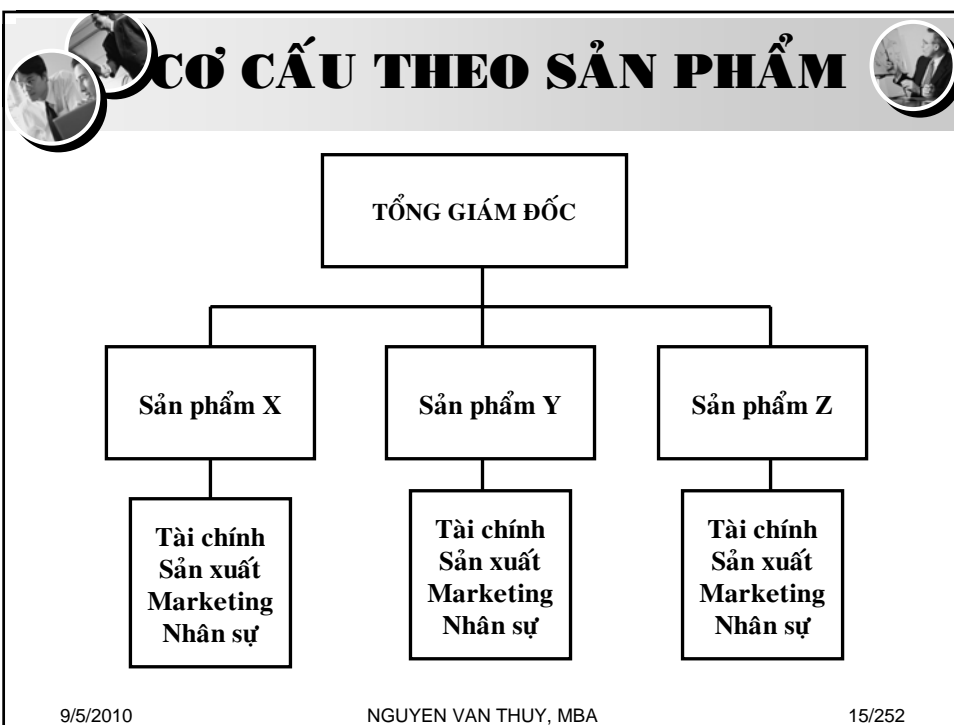 CƠ CẤU THEO SẢN PHẨM
TỔNG GIÁM ĐỐC
Sản phẩm X
Sản phẩm Y
Sản phẩm Z
Tài chính
Sản xuất
Marketing
Nhân sự
Tài chính
Sản xuất
Marketing
Nhân sự
Tài chính
Sản xuất
Marketing
Nhân sự
9/5/2010
NGUYEN VAN THUY, MBA
15/252